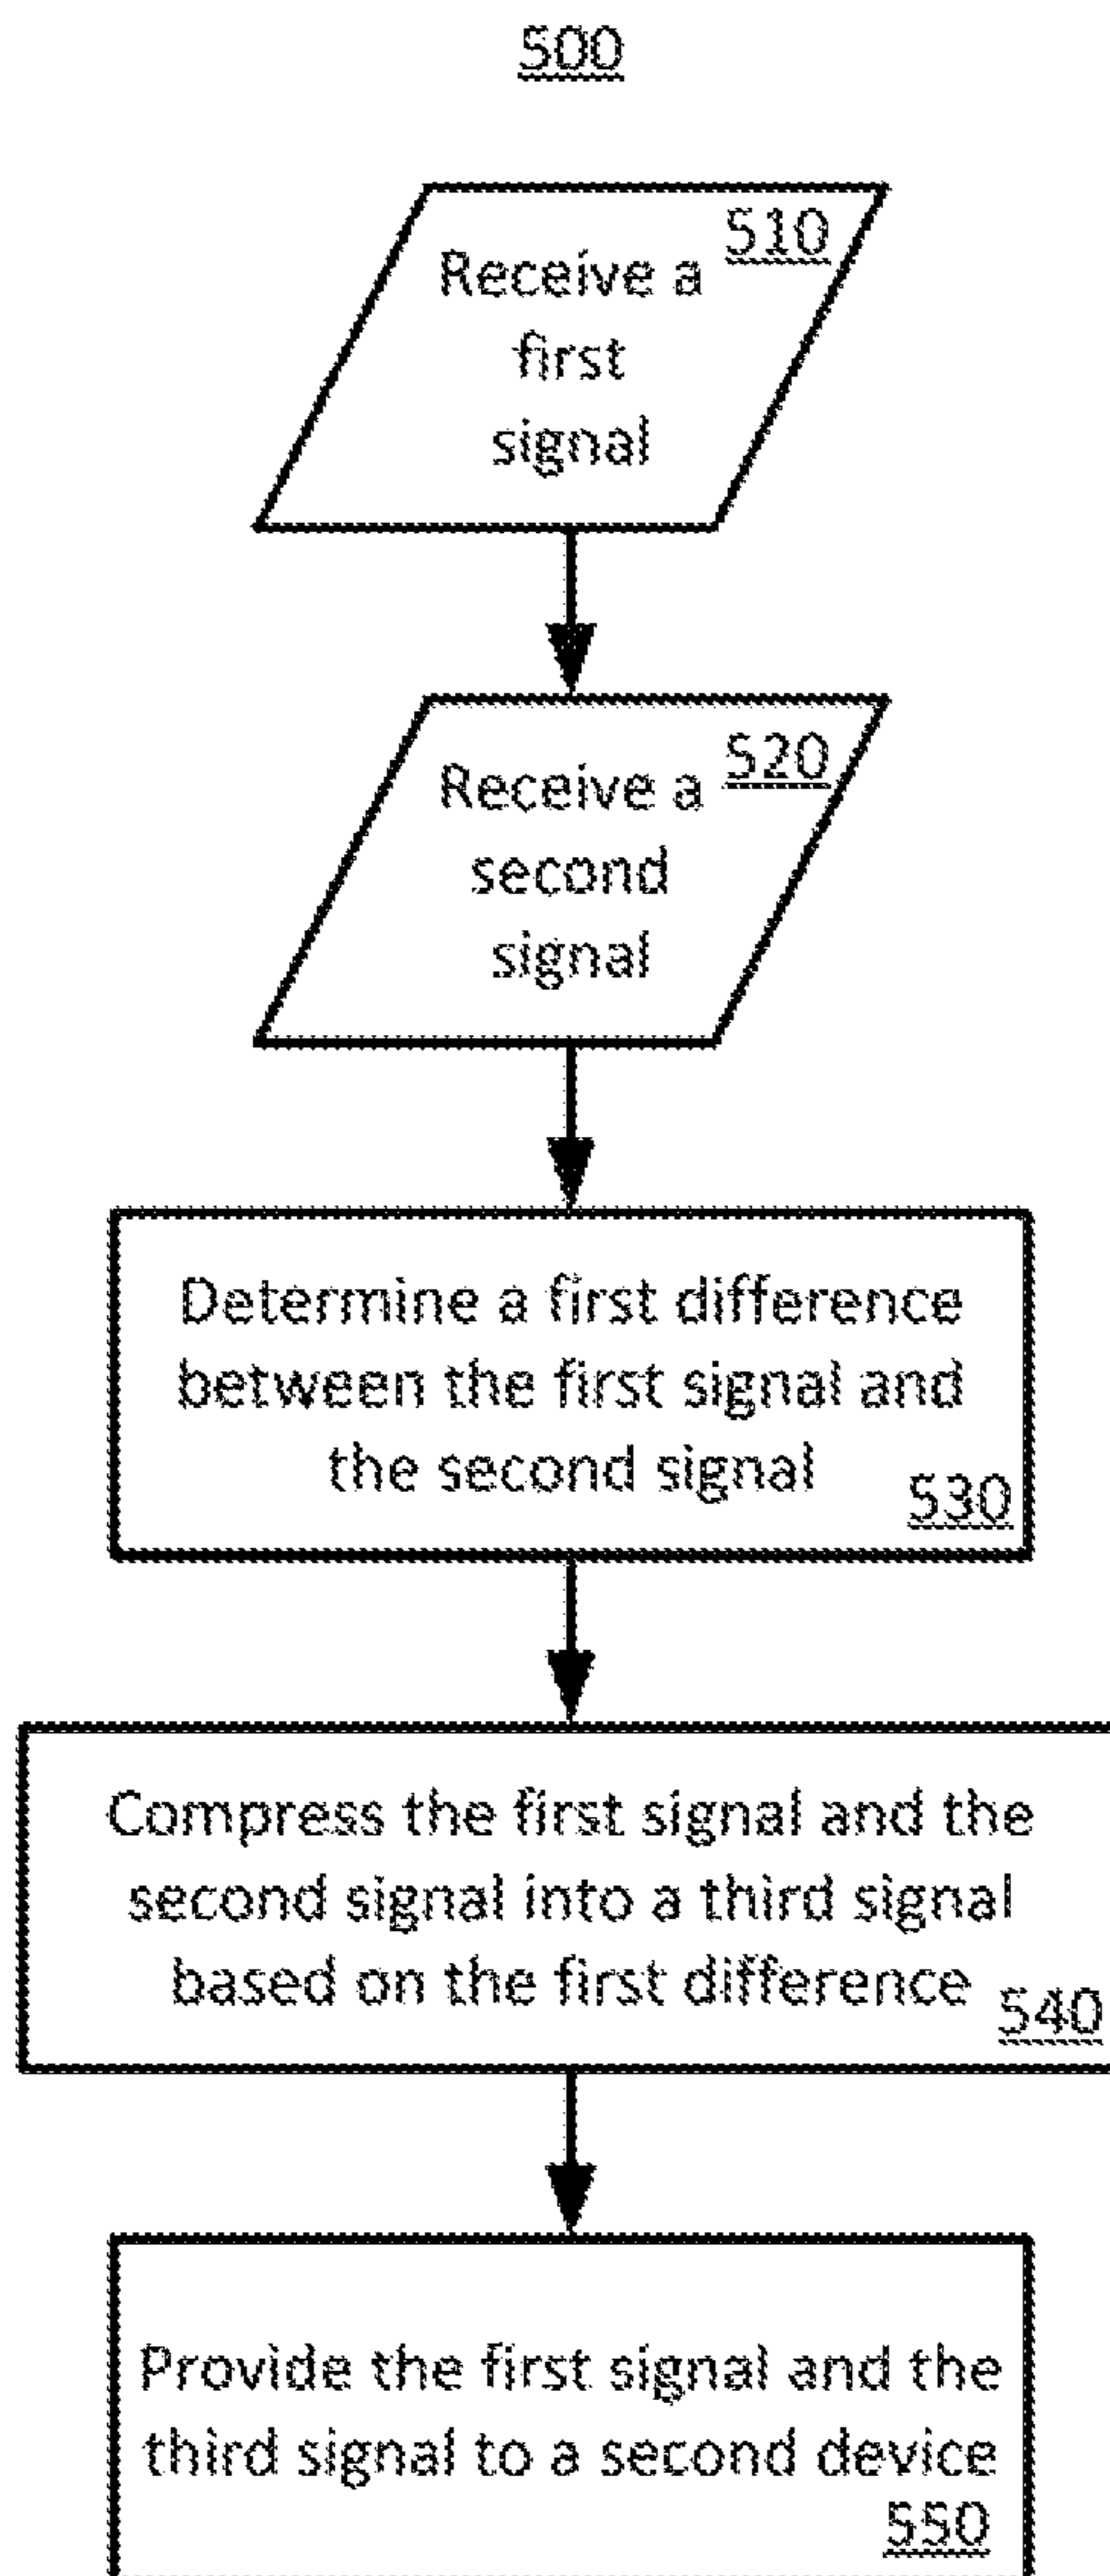 500
510
Receive a
first
signal
520
Receive a
second
signal
Determine a first difference
between the first signal and
the second signal
530
Compress the first signal and the
second signal into a third signal
based on the first difference
540
Provide the first signal and the
third signal to a second device
550